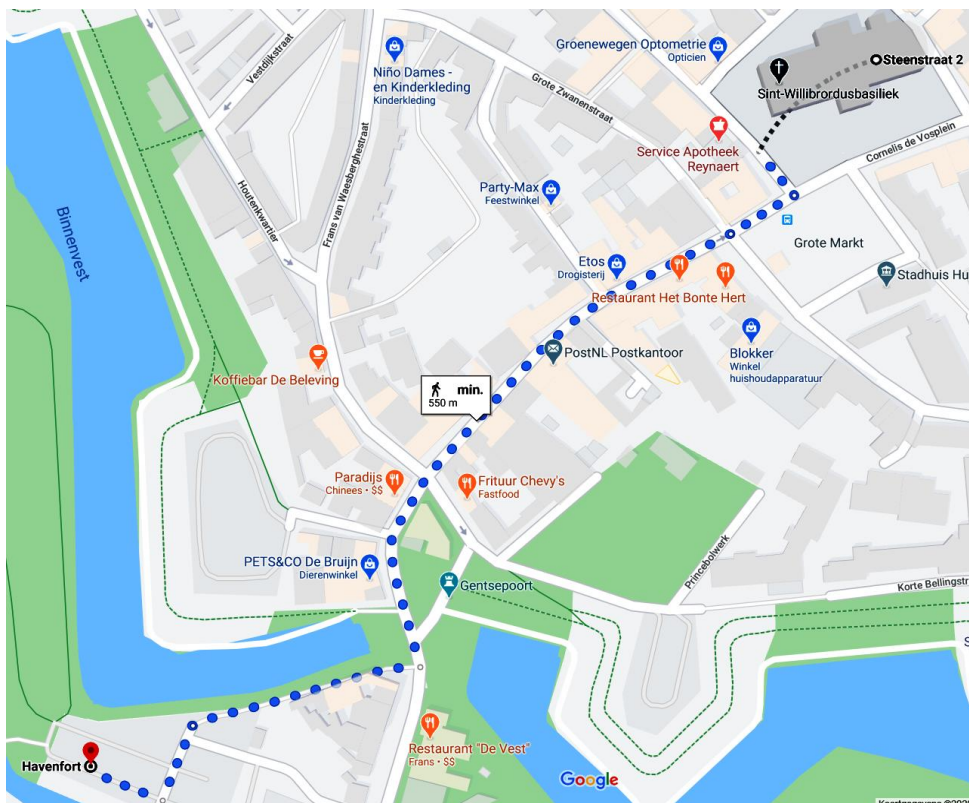 Groenewegen Optometrie
Opticien
Steenstraat 2
Vestdijkstraat
Niño Dames -
en Kinderkleding
Kinderkleding
Grote Zwanenstraat
Sint-Willibrordusbasiliek
Frans van Waesberghestraat
Service Apotheek
Reynaert
Cornelis de Vosplein
Houtenkwartier
Party-Max
Feestwinkel
Binnenvest
Grote Markt
Etos
Drogisterij
Stadhuis Hu
Restaurant Het Bonte Hert
PostNL Postkantoor
Blokker
Winkel
huishoudapparatuur
Koffiebar De Beleving
min.
550 m
Paradijs
Chinees • $$
Frituur Chevy's
Fastfood
PETS&CO De Bruijn
Dierenwinkel
Gentsepoort
Princebolwerk
Korte Bellingstr
S
Restaurant "De Vest"
Frans • $$
Havenfort
Google